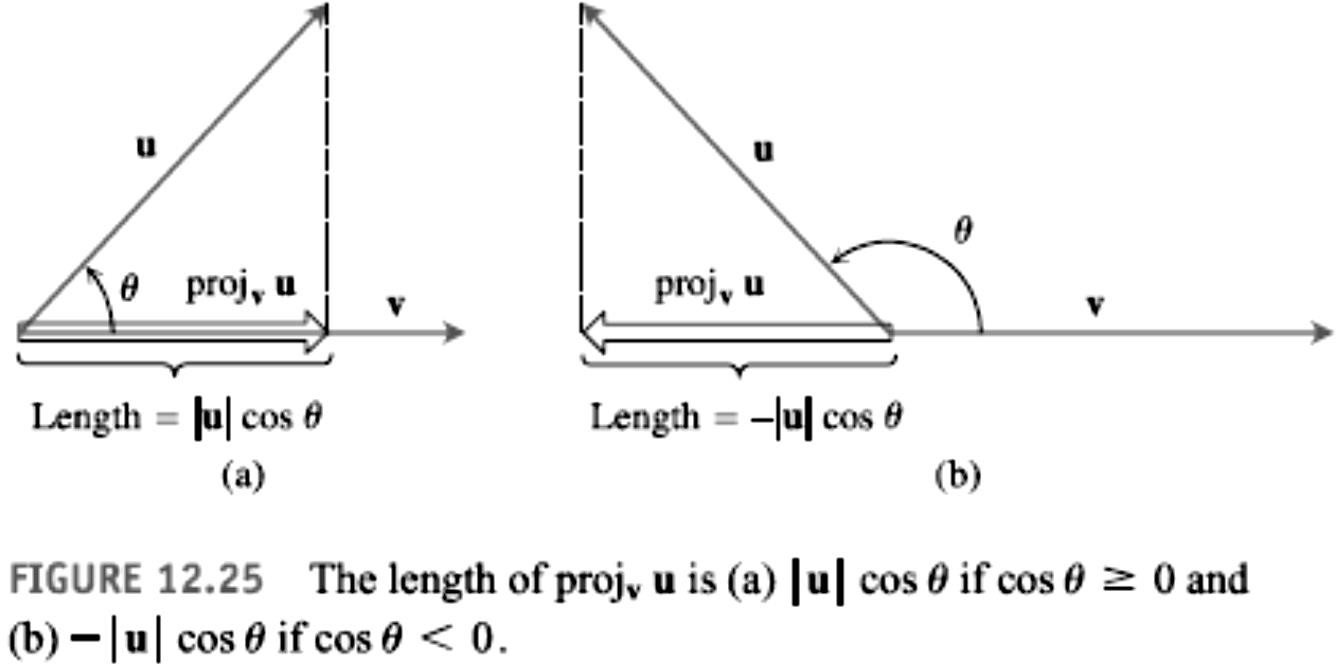 u
u
θ
θ
proj_v u
v
proj_v u
v
Length = |u| cos θ
Length = −|u| cos θ
(a)
(b)
FIGURE 12.25 The length of proj_v u is (a) |u| cos θ if cos θ ≥ 0 and
(b) −|u| cos θ if cos θ < 0.